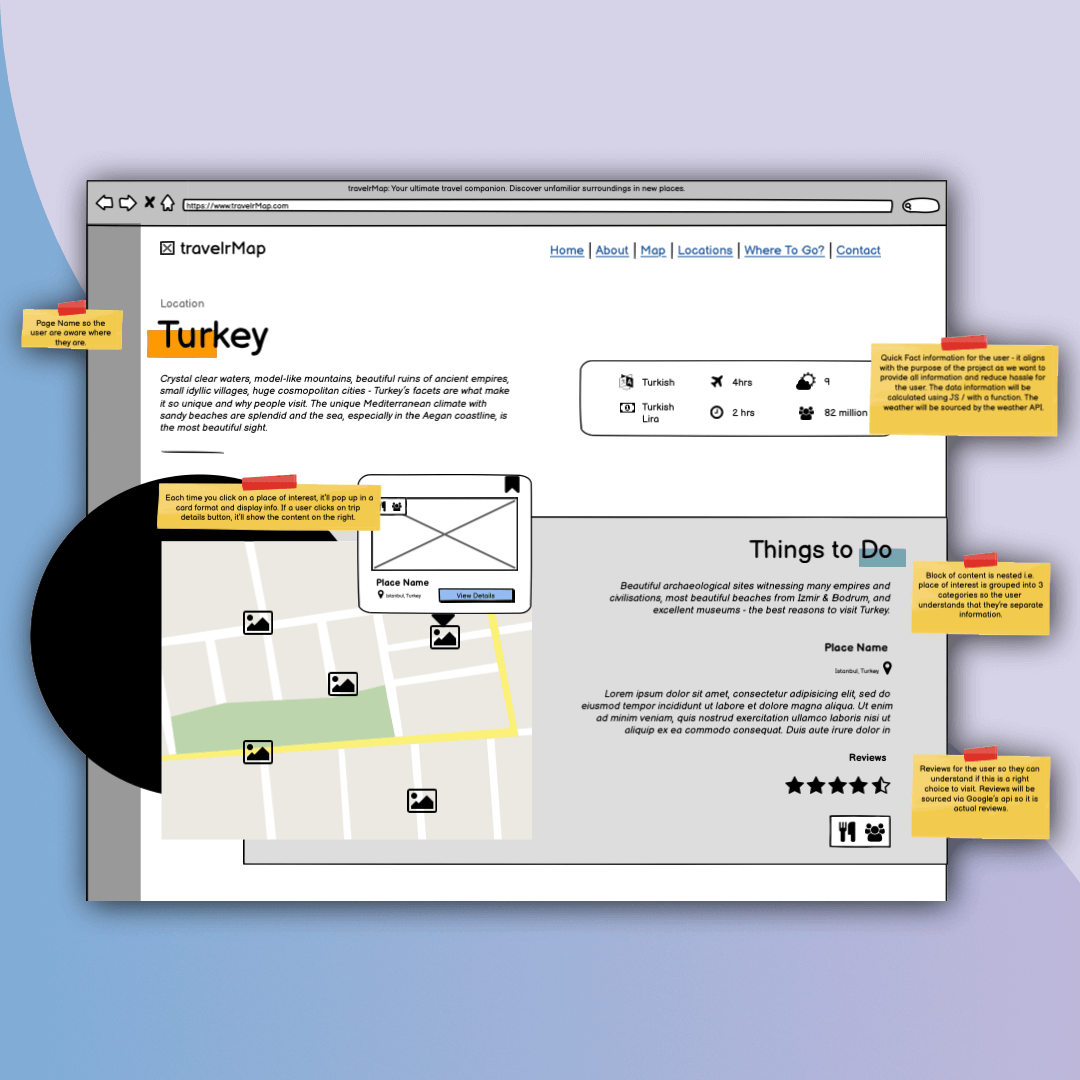 travelrMap: Your ultimate travel companion. Discover unfamiliar surroundings in new places.
https://www.travelrMap.com
travelrMap
Home | About | Map | Locations | Where To Go? | Contact
Location
Turkey
Page Name so the
user are aware where
they are.
Crystal clear waters, model-like mountains, beautiful ruins of ancient empires,
small idyllic villages, huge cosmopolitan cities - Turkey's facets are what make
it so unique and why people visit. The unique Mediterranean climate with
sandy beaches are splendid and the sea, especially in the Aegan coastline, is
the most beautiful sight.
Turkish
4hrs
9
Turkish
Lira
2 hrs
82 million
Quick Fact information for the user - it aligns
with the purpose of the project as we want to
provide all information and reduce hassle for
the user. The data information will be
calculated using JS / with a function. The
weather will be sourced by the weather API.
Each time you click on a place of interest, it'll pop up in a
card format and display info. If a user clicks on trip
details button, it'll show the content on the right.
Place Name
Istanbul, Turkey
View Details
Things to Do
Beautiful archaeological sites witnessing many empires and
civilisations, most beautiful beaches from Izmir & Bodrum, and
excellent museums - the best reasons to visit Turkey.
Block of content is nested i.e.
place of interest is grouped into 3
categories so the user
understands that they're separate
information.
Place Name
Istanbul, Turkey
Lorem ipsum dolor sit amet, consectetur adipisicing elit, sed do
eiusmod tempor incididunt ut labore et dolore magna aliqua. Ut enim
ad minim veniam, quis nostrud exercitation ullamco laboris nisi ut
aliquip ex ea commodo consequat. Duis aute irure dolor in
Reviews
Reviews for the user so they can
understand if this is a right
choice to visit. Reviews will be
sourced via Google's api so it is
actual reviews.